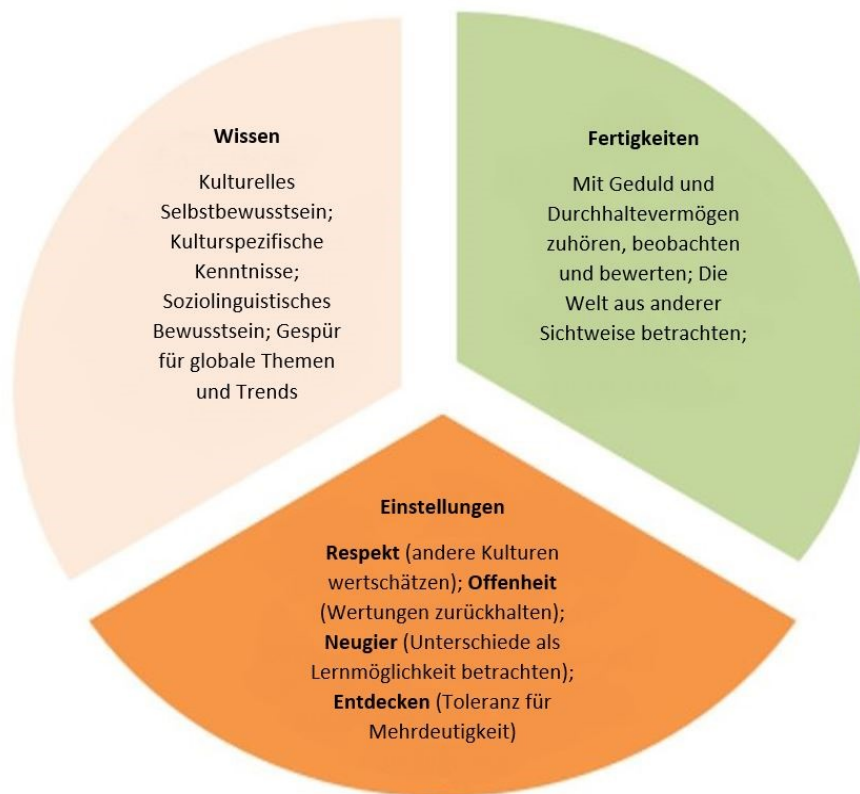 Wissen
Kulturelles
Selbstbewusstsein;
Kulturspezifische
Kenntnisse;
Soziolinguistisches
Bewusstsein; Gespür
für globale Themen
und Trends
Fertigkeiten
Mit Geduld und
Durchhaltevermögen
zuhören, beobachten
und bewerten; Die
Welt aus anderer
Sichtweise betrachten;
Einstellungen
Respekt (andere Kulturen
wertschätzen); Offenheit
(Wertungen zurückhalten);
Neugier (Unterschiede als
Lernmöglichkeit betrachten);
Entdecken (Toleranz für
Mehrdeutigkeit)